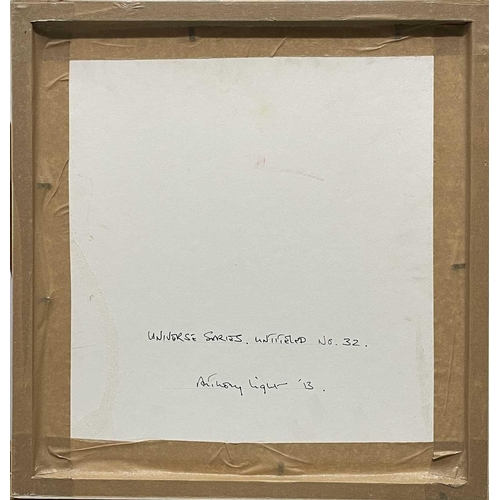 UNIVERSE SERIES. UNTITLED NO. 32.
Anthony Light '13.